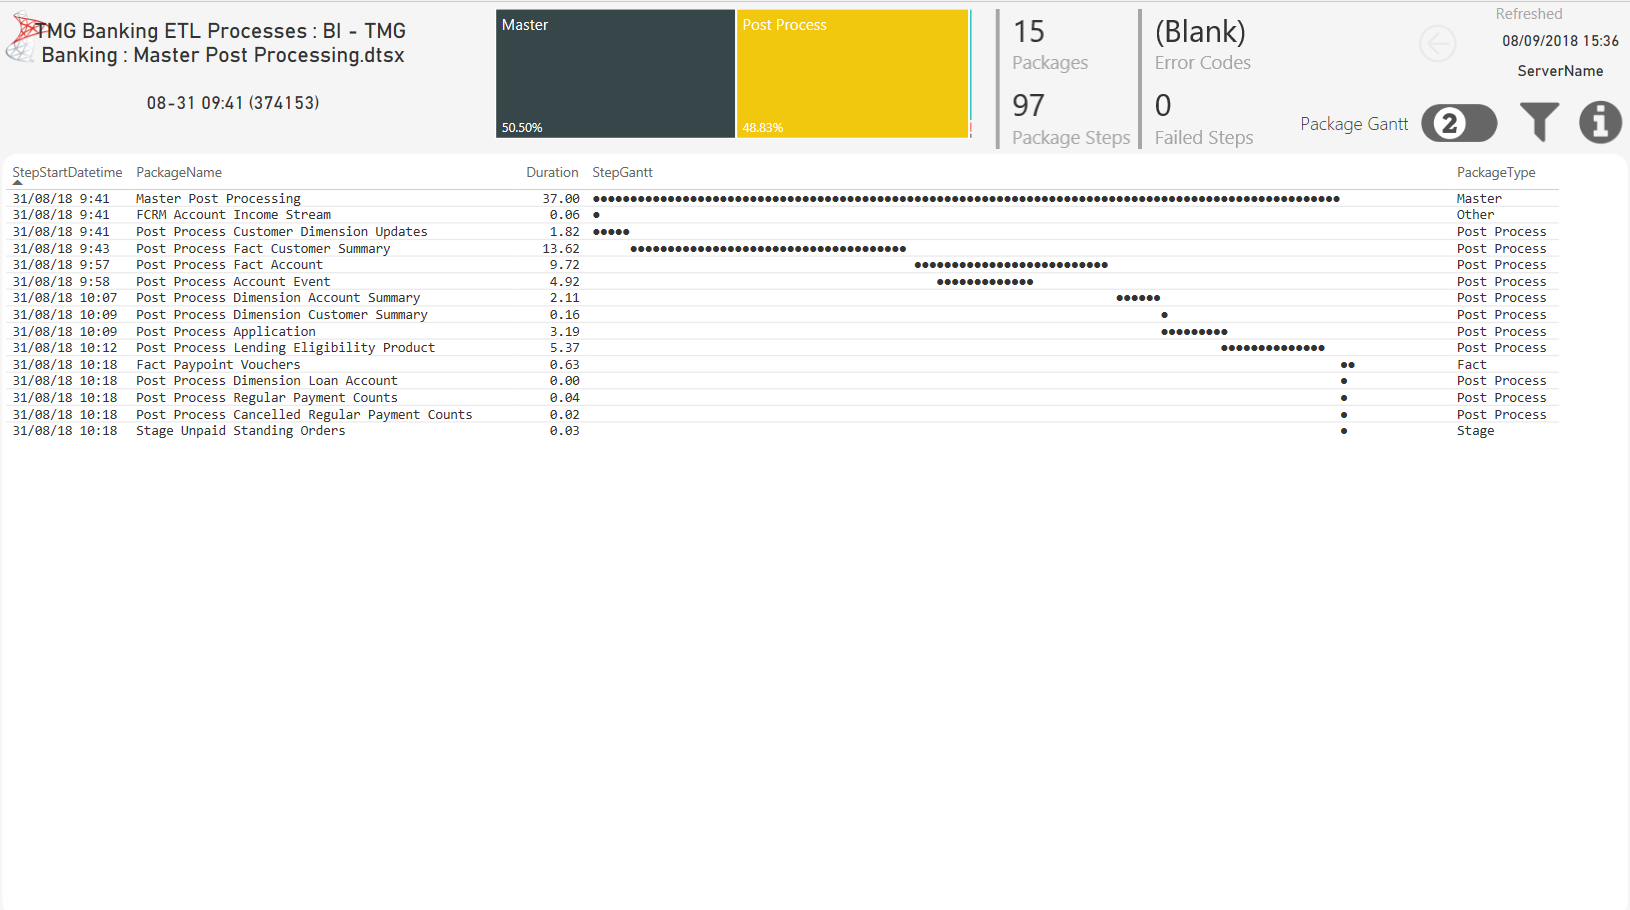 TMG Banking ETL Processes : BI - TMG
Banking : Master Post Processing.dtsx
08-31 09:41 (374153)
Master
50.50%
Post Process
48.83%
15
Packages
97
Package Steps
(Blank)
Error Codes
0
Failed Steps
Refreshed
08/09/2018 15:36
ServerName
Package Gantt
2
StepStartDatetime PackageName Duration StepGantt PackageType
31/08/18 9:41 Master Post Processing 37.00 Master
31/08/18 9:41 FCRM Account Income Stream 0.06 Other
31/08/18 9:41 Post Process Customer Dimension Updates 1.82 Post Process
31/08/18 9:43 Post Process Fact Customer Summary 13.62 Post Process
31/08/18 9:57 Post Process Fact Account 9.72 Post Process
31/08/18 9:58 Post Process Account Event 4.92 Post Process
31/08/18 10:07 Post Process Dimension Account Summary 2.11 Post Process
31/08/18 10:09 Post Process Dimension Customer Summary 0.16 Post Process
31/08/18 10:09 Post Process Application 3.19 Post Process
31/08/18 10:12 Post Process Lending Eligibility Product 5.37 Post Process
31/08/18 10:18 Fact Paypoint Vouchers 0.63 Fact
31/08/18 10:18 Post Process Dimension Loan Account 0.00 Post Process
31/08/18 10:18 Post Process Regular Payment Counts 0.04 Post Process
31/08/18 10:18 Post Process Cancelled Regular Payment Counts 0.02 Post Process
31/08/18 10:18 Stage Unpaid Standing Orders 0.03 Stage